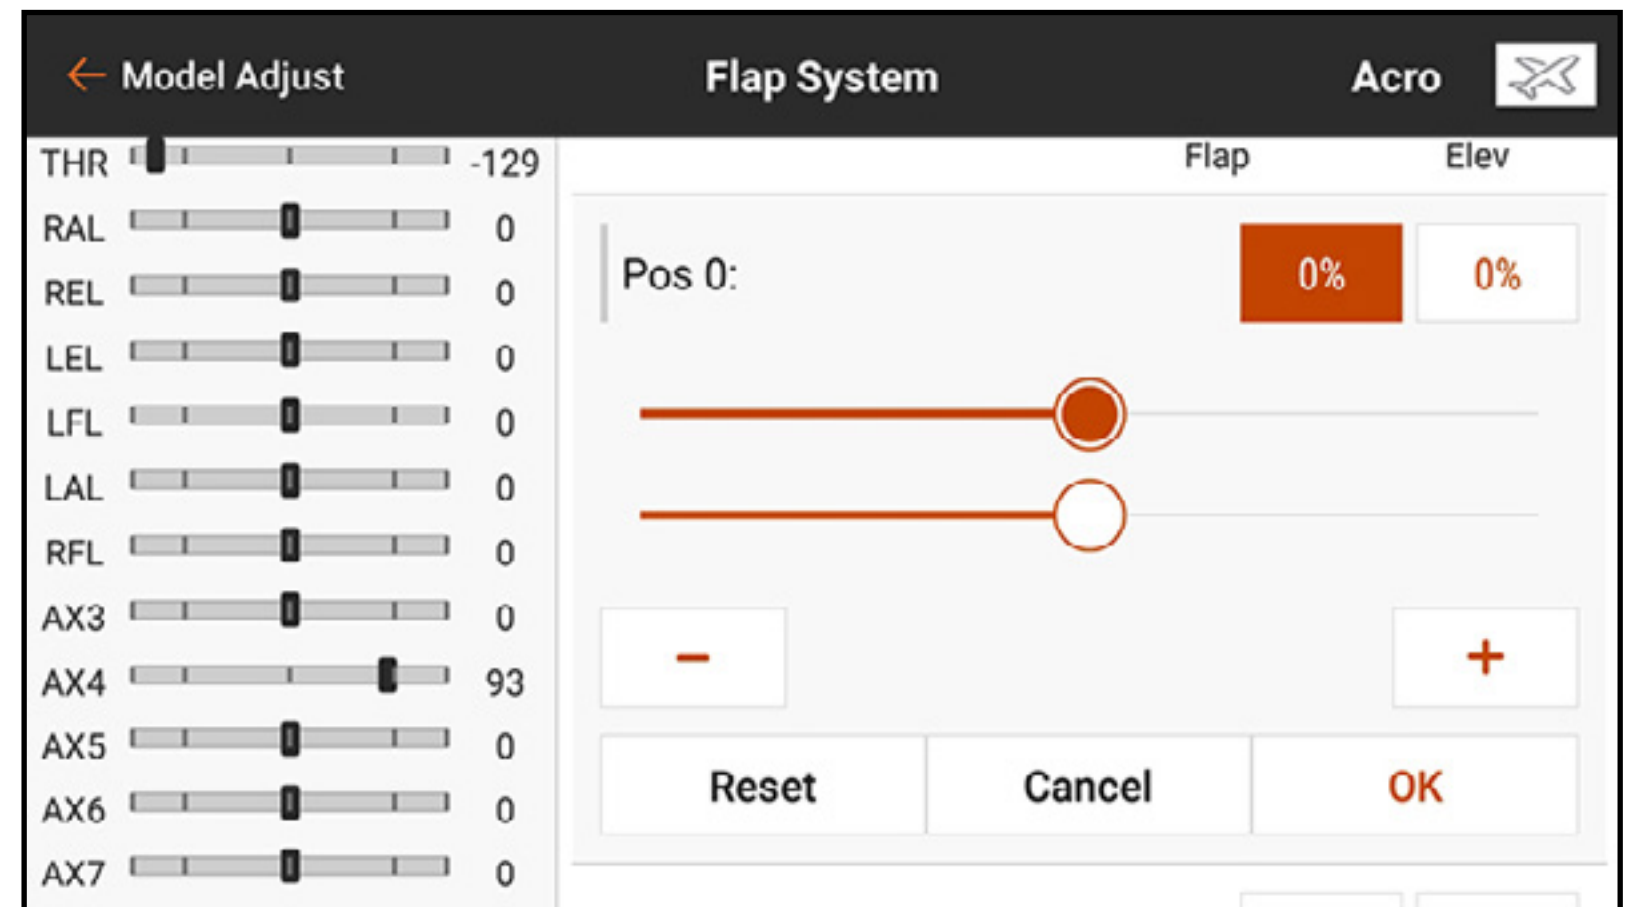 Model Adjust
Flap System
Acro
THR -129
RAL 0
REL 0
LEL 0
LFL 0
LAL 0
RFL 0
AX3 0
AX4 93
AX5 0
AX6 0
AX7 0
Flap Elev
Pos 0: 0% 0%
− +
Reset Cancel OK